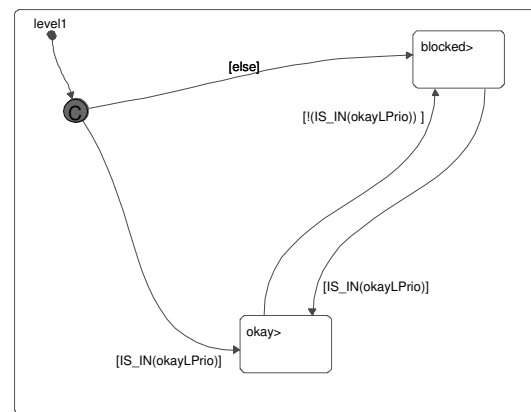 level1
blocked>
[else]
C
[!(IS_IN(okayLPrio)) ]
[IS_IN(okayLPrio)]
okay>
[IS_IN(okayLPrio)]